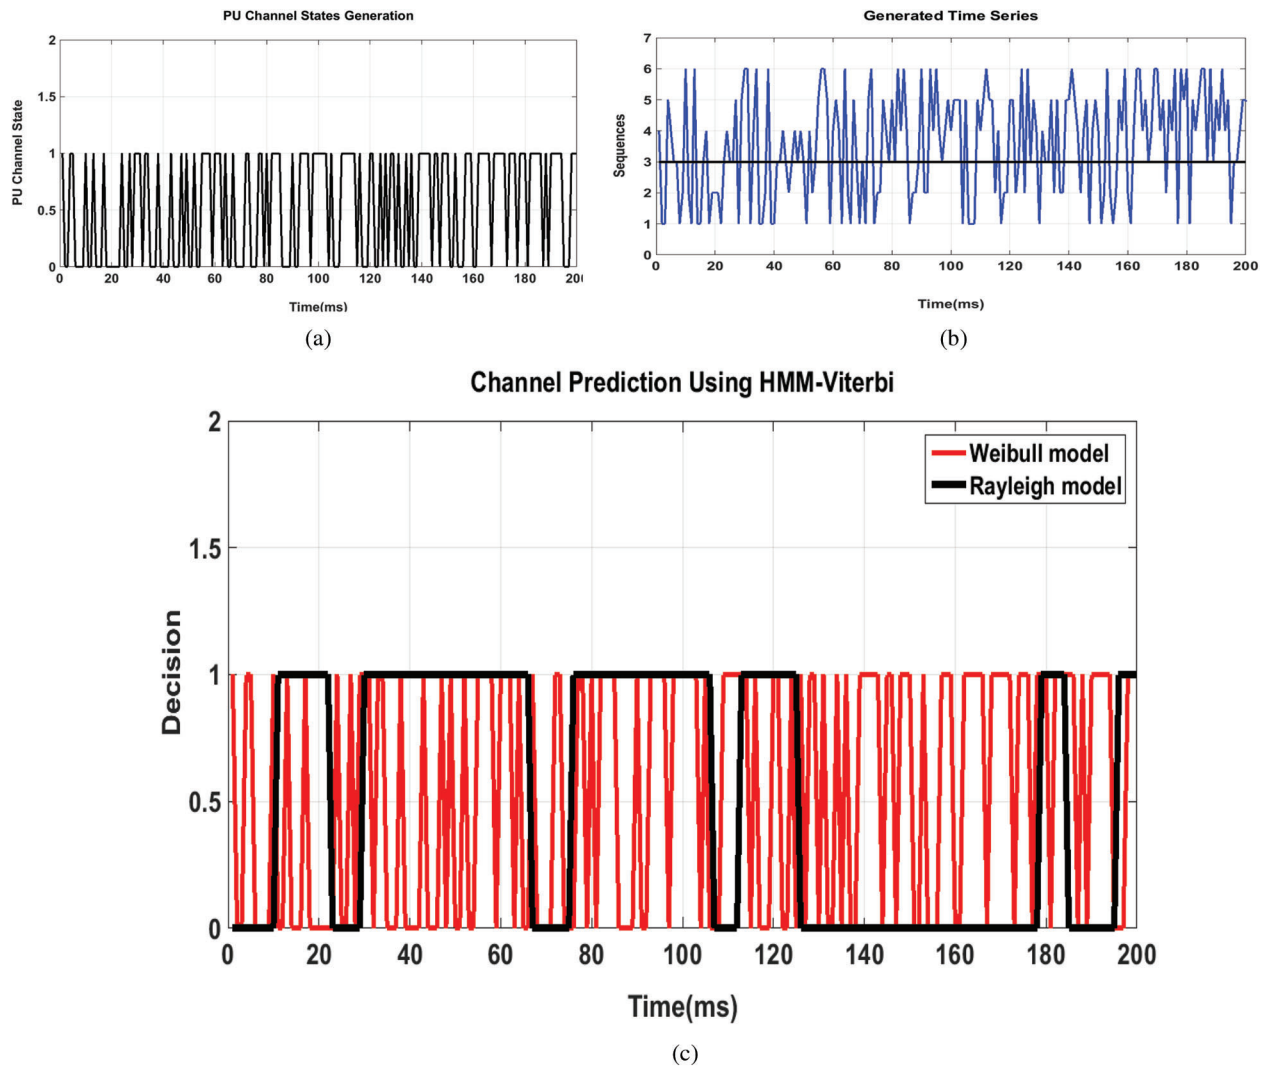 PU Channel States Generation
2
1.5
1
0.5
0
PU Channel State
0 20 40 60 80 100 120 140 160 180 20
Time(ms)
(a)
Generated Time Series
7
6
5
4
3
2
1
0
Sequences
0 20 40 60 80 100 120 140 160 180 200
Time(ms)
(b)
Channel Prediction Using HMM-Viterbi
2
1.5
1
0.5
0
Decision
Weibull model
Rayleigh model
0 20 40 60 80 100 120 140 160 180 200
Time(ms)
(c)